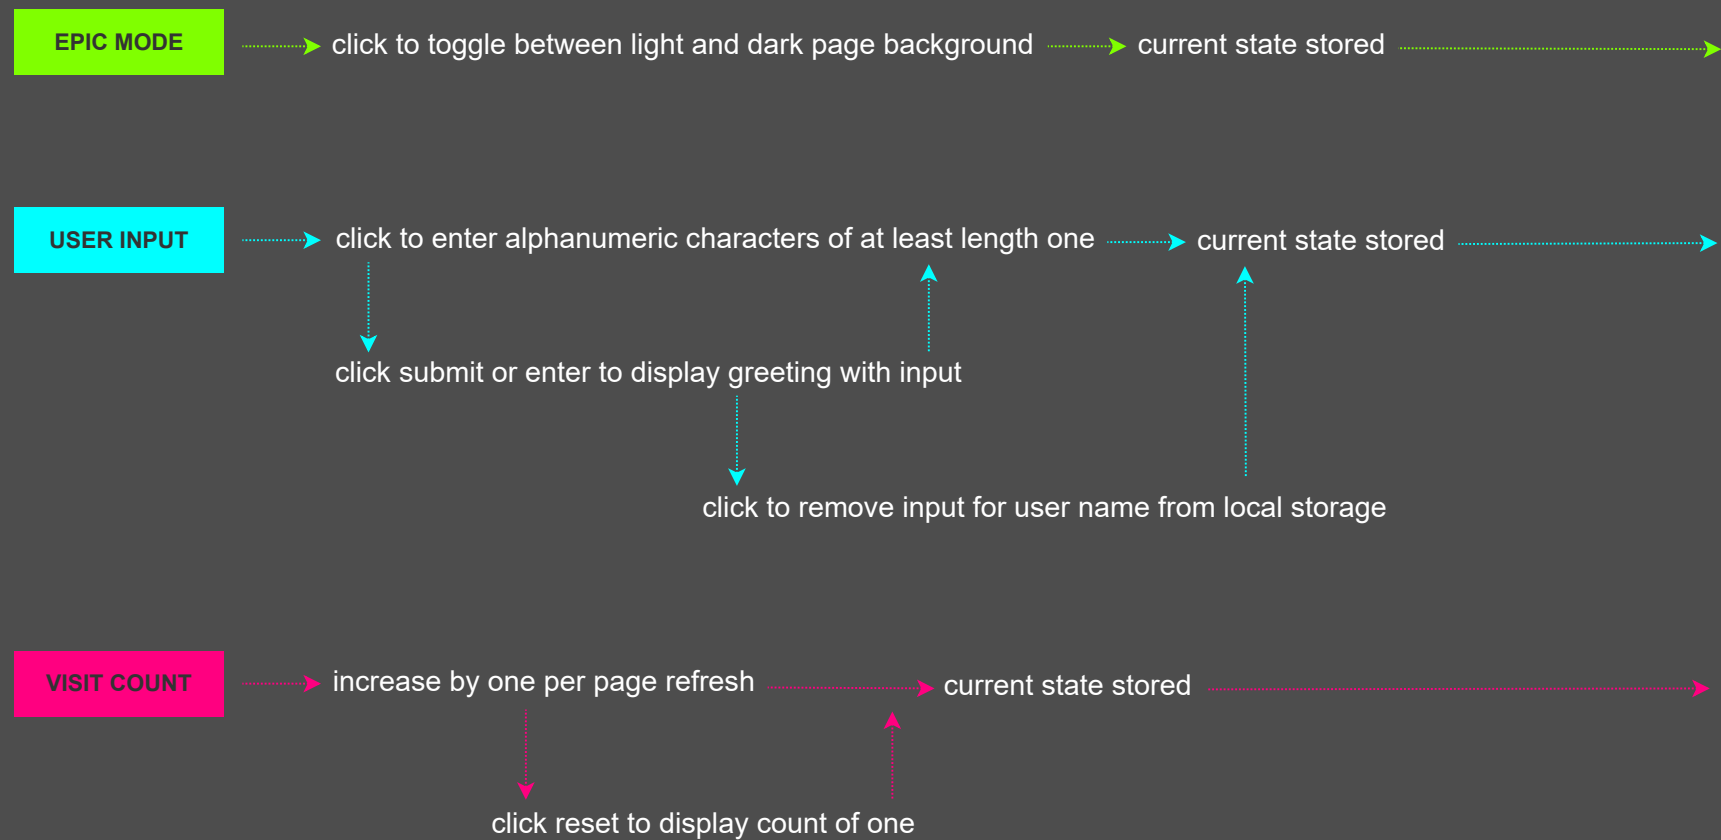 EPIC MODE
click to toggle between light and dark page background
current state stored
USER INPUT
click to enter alphanumeric characters of at least length one
current state stored
click submit or enter to display greeting with input
click to remove input for user name from local storage
VISIT COUNT
increase by one per page refresh
current state stored
click reset to display count of one